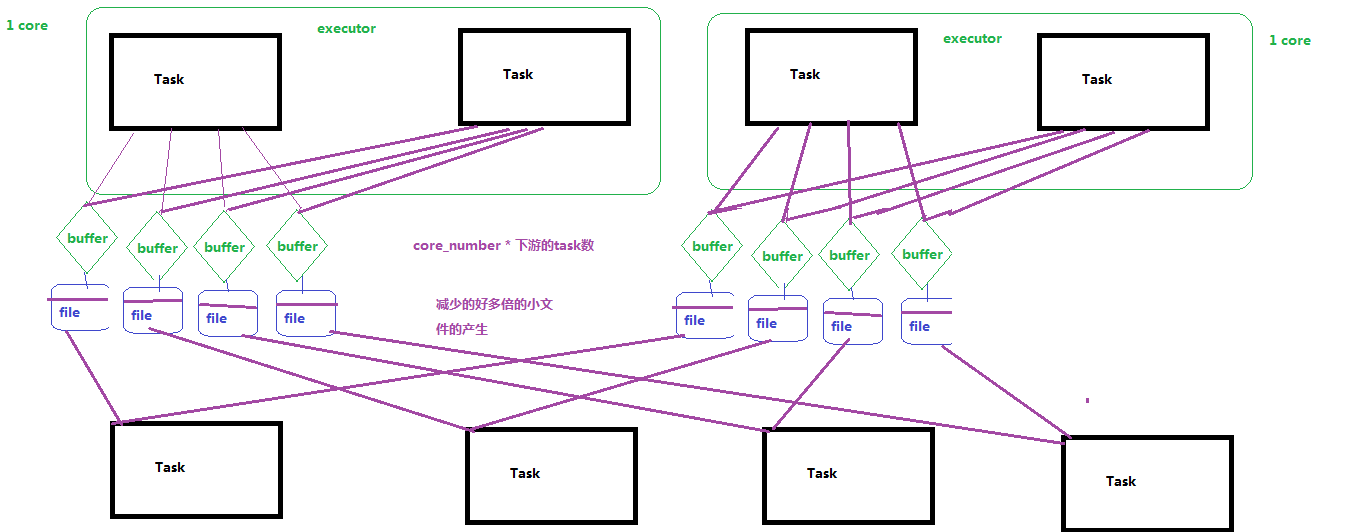 1 core
executor
executor
1 core
Task
Task
Task
Task
buffer
buffer
buffer
buffer
core_number * 下游的task数
buffer
buffer
buffer
buffer
减少的好多倍的小文
件的产生
file
file
file
file
file
file
file
file
Task
Task
Task
Task